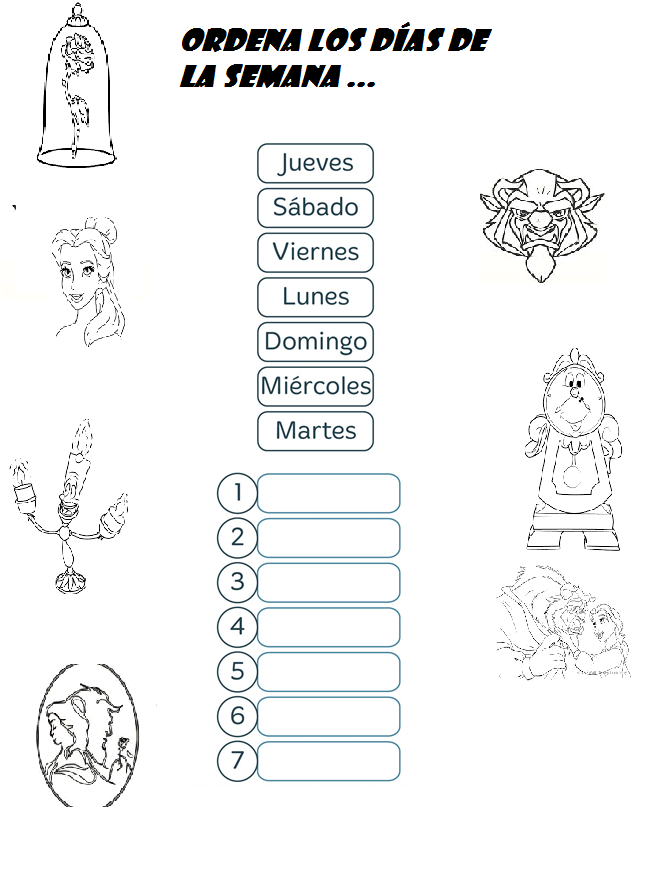 ORDENA LOS DÍAS DE
LA SEMANA ...
Jueves
Sábado
Viernes
Lunes
Domingo
Miércoles
Martes
1
2
3
4
5
6
7